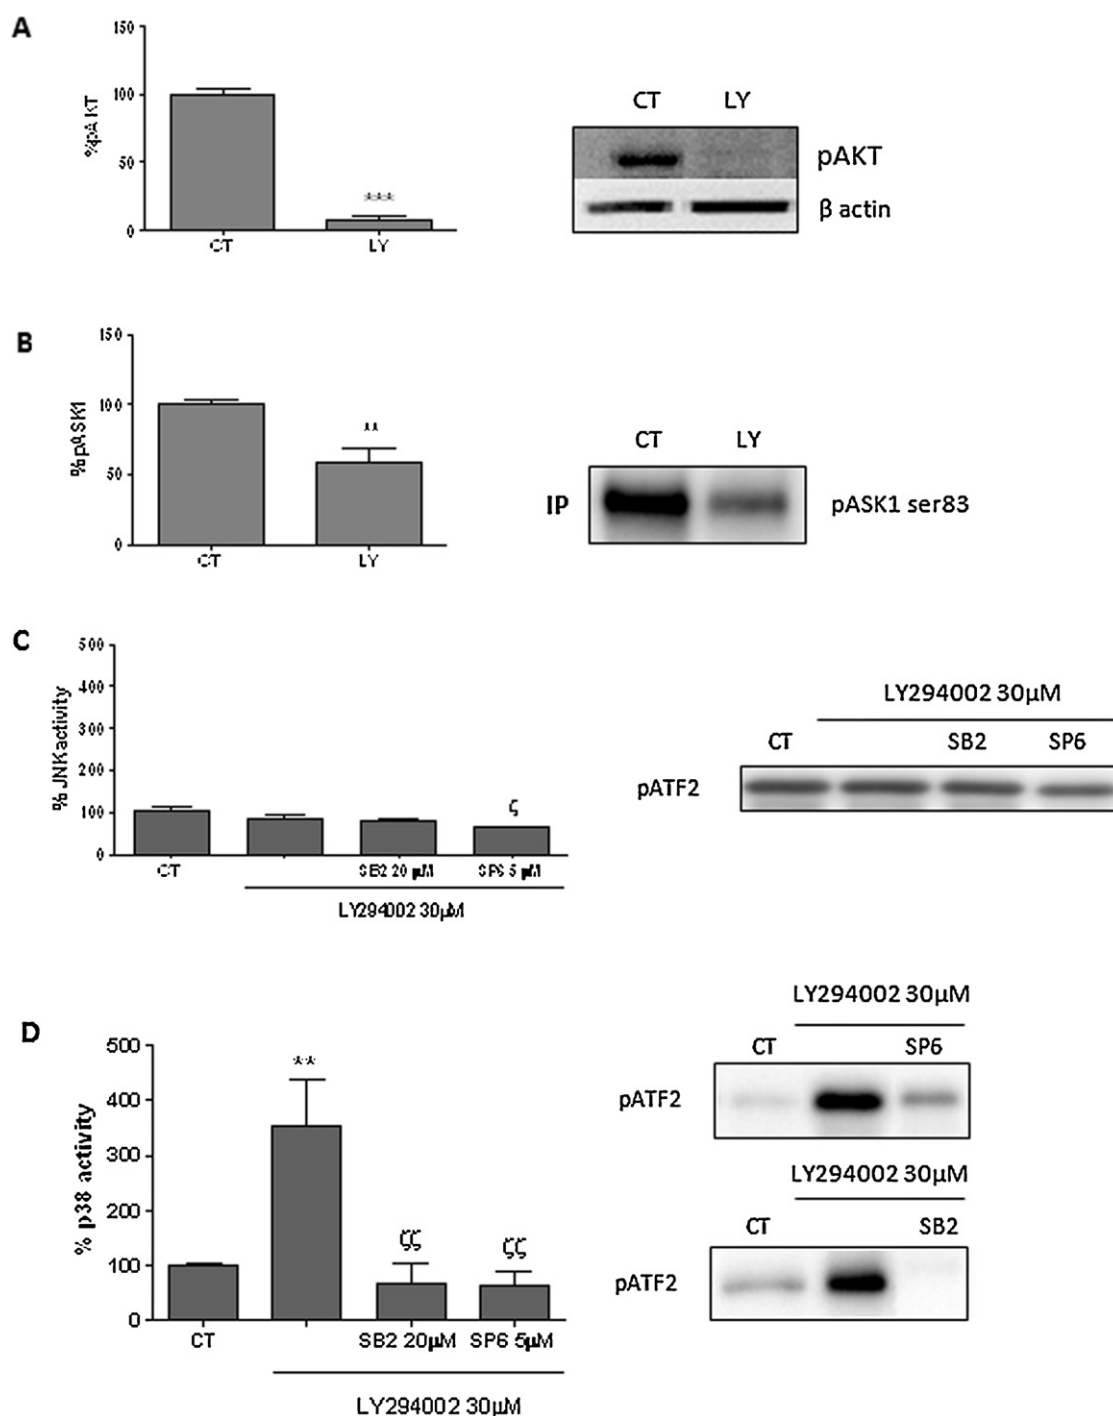 A
150
100
50
0
%pAKT
***
CT LY
CT LY
pAKT
β actin
B
150
100
50
0
%pASK1
**
CT LY
CT LY
IP
pASK1 ser83
C
500
400
300
200
100
0
% JNK activity
ζ
CT SB2 20 µM SP6 5 µM
LY294002 30µM
LY294002 30µM
CT SB2 SP6
pATF2
D
500
400
300
200
100
0
% p38 activity
**
ζζ ζζ
CT SB2 20µM SP6 5µM
LY294002 30µM
LY294002 30µM
CT SP6
pATF2
LY294002 30µM
CT SB2
pATF2